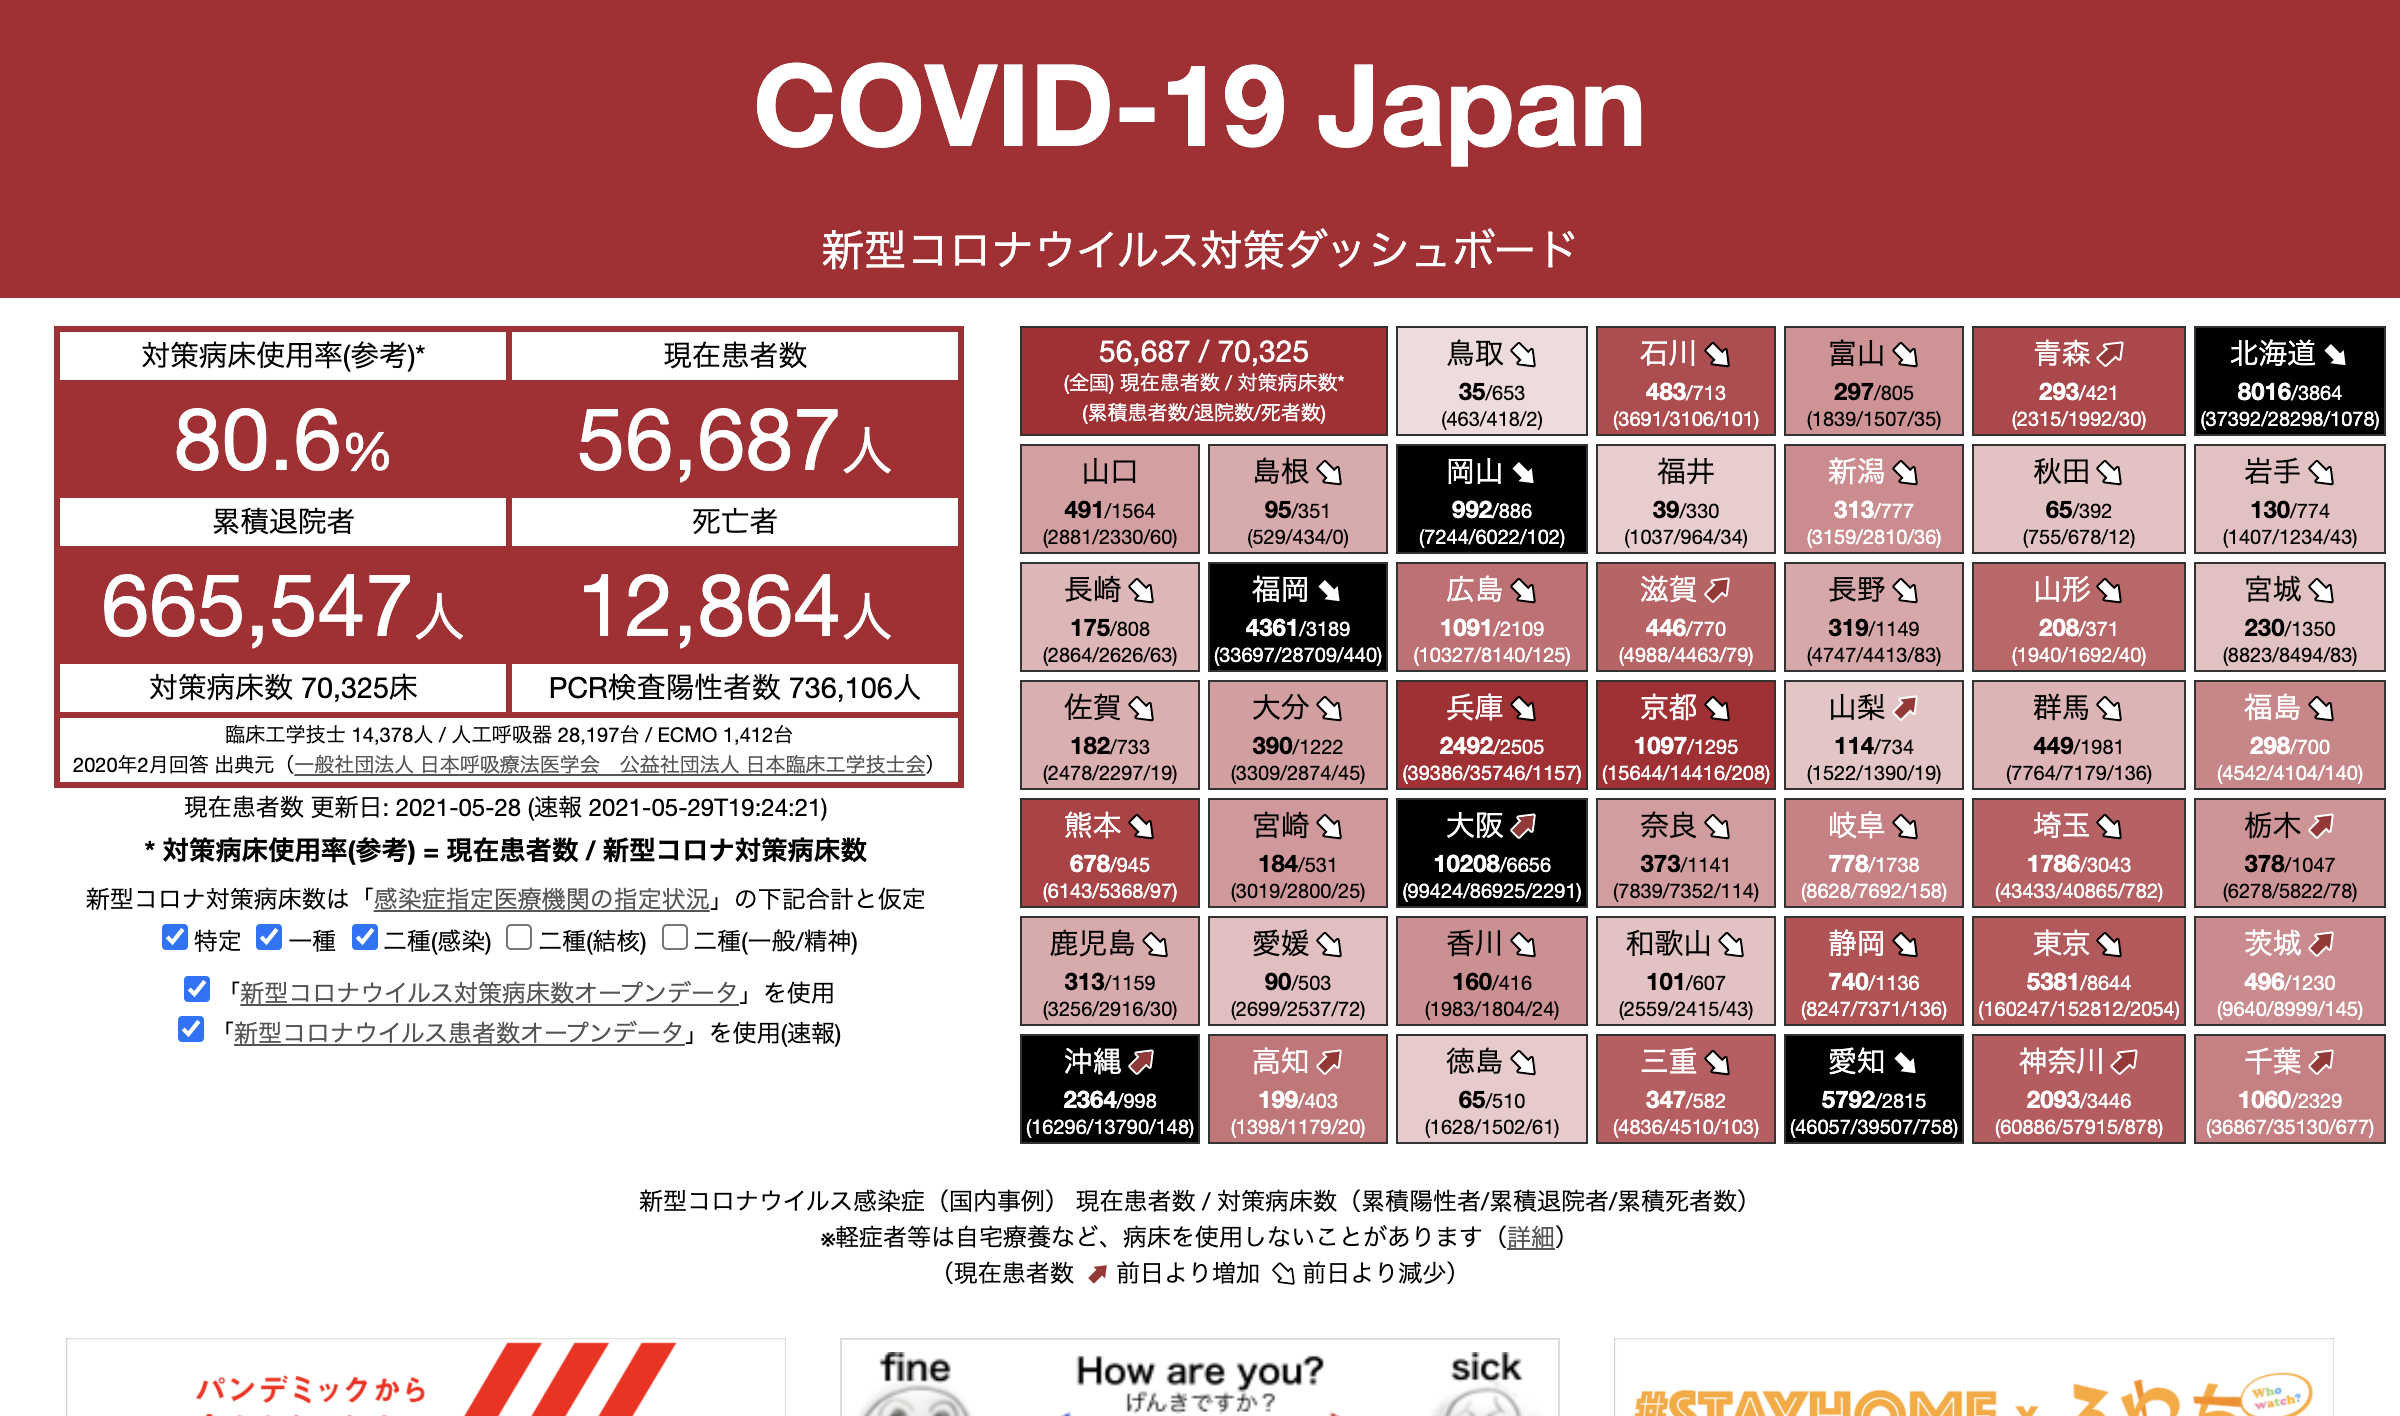 COVID-19 Japan
新型コロナウイルス対策ダッシュボード
対策病床使用率(参考)*
現在患者数
80.6%
56,687人
累積退院者
死亡者
665,547人
12,864人
対策病床数 70,325床
PCR検査陽性者数 736,106人
臨床工学技士 14,378人 / 人工呼吸器 28,197台 / ECMO 1,412台
2020年2月回答 出典元（一般社団法人 日本呼吸療法医学会　公益社団法人 日本臨床工学技士会）
現在患者数 更新日: 2021-05-28 (速報 2021-05-29T19:24:21)
* 対策病床使用率(参考) = 現在患者数 / 新型コロナ対策病床数
新型コロナ対策病床数は「感染症指定医療機関の指定状況」の下記合計と仮定
特定 一種 二種(感染) 二種(結核) 二種(一般/精神)
「新型コロナウイルス対策病床数オープンデータ」を使用
「新型コロナウイルス患者数オープンデータ」を使用(速報)
56,687 / 70,325
(全国) 現在患者数 / 対策病床数*
(累積患者数/退院数/死者数)
鳥取
35/653
(463/418/2)
石川
483/713
(3691/3106/101)
富山
297/805
(1839/1507/35)
青森
293/421
(2315/1992/30)
北海道
8016/3864
(37392/28298/1078)
山口
491/1564
(2881/2330/60)
島根
95/351
(529/434/0)
岡山
992/886
(7244/6022/102)
福井
39/330
(1037/964/34)
新潟
313/777
(3159/2810/36)
秋田
65/392
(755/678/12)
岩手
130/774
(1407/1234/43)
長崎
175/808
(2864/2626/63)
福岡
4361/3189
(33697/28709/440)
広島
1091/2109
(10327/8140/125)
滋賀
446/770
(4988/4463/79)
長野
319/1149
(4747/4413/83)
山形
208/371
(1940/1692/40)
宮城
230/1350
(8823/8494/83)
佐賀
182/733
(2478/2297/19)
大分
390/1222
(3309/2874/45)
兵庫
2492/2505
(39386/35746/1157)
京都
1097/1295
(15644/14416/208)
山梨
114/734
(1522/1390/19)
群馬
449/1981
(7764/7179/136)
福島
298/700
(4542/4104/140)
熊本
678/945
(6143/5368/97)
宮崎
184/531
(3019/2800/25)
大阪
10208/6656
(99424/86925/2291)
奈良
373/1141
(7839/7352/114)
岐阜
778/1738
(8628/7692/158)
埼玉
1786/3043
(43433/40865/782)
栃木
378/1047
(6278/5822/78)
鹿児島
313/1159
(3256/2916/30)
愛媛
90/503
(2699/2537/72)
香川
160/416
(1983/1804/24)
和歌山
101/607
(2559/2415/43)
静岡
740/1136
(8247/7371/136)
東京
5381/8644
(160247/152812/2054)
茨城
496/1230
(9640/8999/145)
沖縄
2364/998
(16296/13790/148)
高知
199/403
(1398/1179/20)
徳島
65/510
(1628/1502/61)
三重
347/582
(4836/4510/103)
愛知
5792/2815
(46057/39507/758)
神奈川
2093/3446
(60886/57915/878)
千葉
1060/2329
(36867/35130/677)
新型コロナウイルス感染症（国内事例） 現在患者数 / 対策病床数（累積陽性者/累積退院者/累積死者数）
※軽症者等は自宅療養など、病床を使用しないことがあります（詳細）
（現在患者数 前日より増加 前日より減少）
パンデミックから
fine
How are you?
げんきですか？
sick
#STAYHOME x
Who watch?